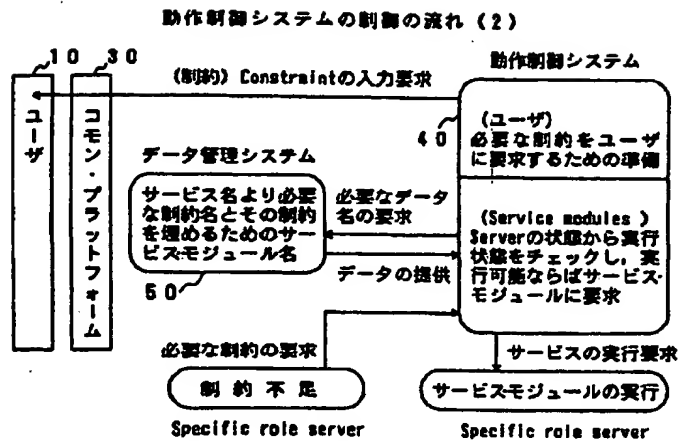 動作制御システムの制御の流れ（2）
10
30
動作制御システム
（制約）Constraintの入力要求
ユーザ
コモン・プラットフォーム
40
（ユーザ）
必要な制約をユーザ
に要求するための準備
データ管理システム
サービス名より必要
な制約名とその制約
を埋めるためのサー
ビスモジュール名
50
必要なデータ
名の要求
データの提供
（Service modules）
Serverの状態から実行
状態をチェックし，実
行可能ならばサービス・
モジュールに要求
必要な制約の要求
サービスの実行要求
制約不足
サービスモジュールの実行
Specific role server
Specific role server